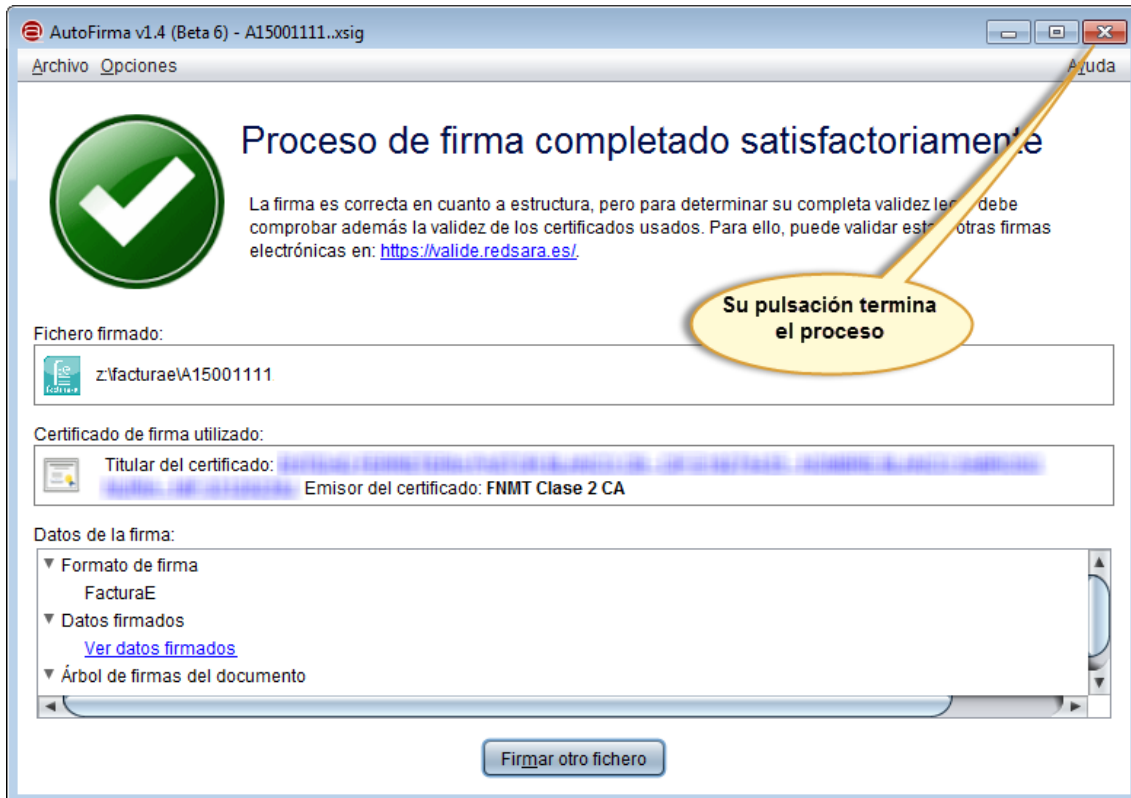 AutoFirma v1.4 (Beta 6) - A15001111..xsig
Archivo Opciones
Ayuda
Proceso de firma completado satisfactoriamente
La firma es correcta en cuanto a estructura, pero para determinar su completa validez debe
comprobar además la validez de los certificados usados. Para ello, puede validar otras firmas
electrónicas en: https://valide.redsara.es/.
Su pulsación termina
el proceso
Fichero firmado:
z:\facturae\A15001111
Certificado de firma utilizado:
Titular del certificado:
Emisor del certificado: FNMT Clase 2 CA
Datos de la firma:
Formato de firma
FacturaE
Datos firmados
Ver datos firmados
Árbol de firmas del documento
Firmar otro fichero